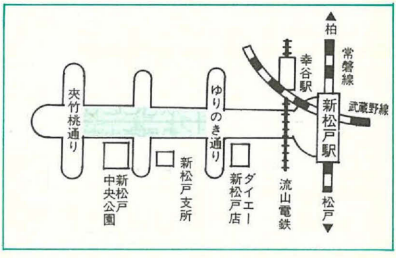 柏
常磐線
幸谷駅
武蔵野線
新松戸駅
松戸
流山電鉄
ゆりのき通り
ダイエー
新松戸店
新松戸支所
新松戸
中央公園
夾竹桃通り